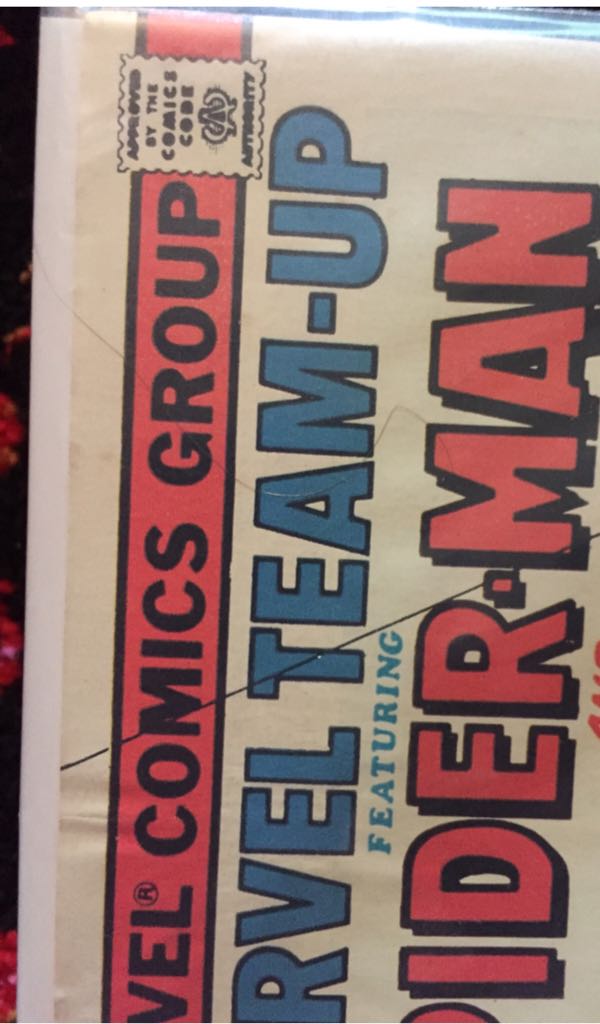 APPROVED
BY THE
COMICS
CODE
AUTHORITY
VEL® COMICS GROUP
RVEL TEAM-UP
FEATURING
IDER-MAN